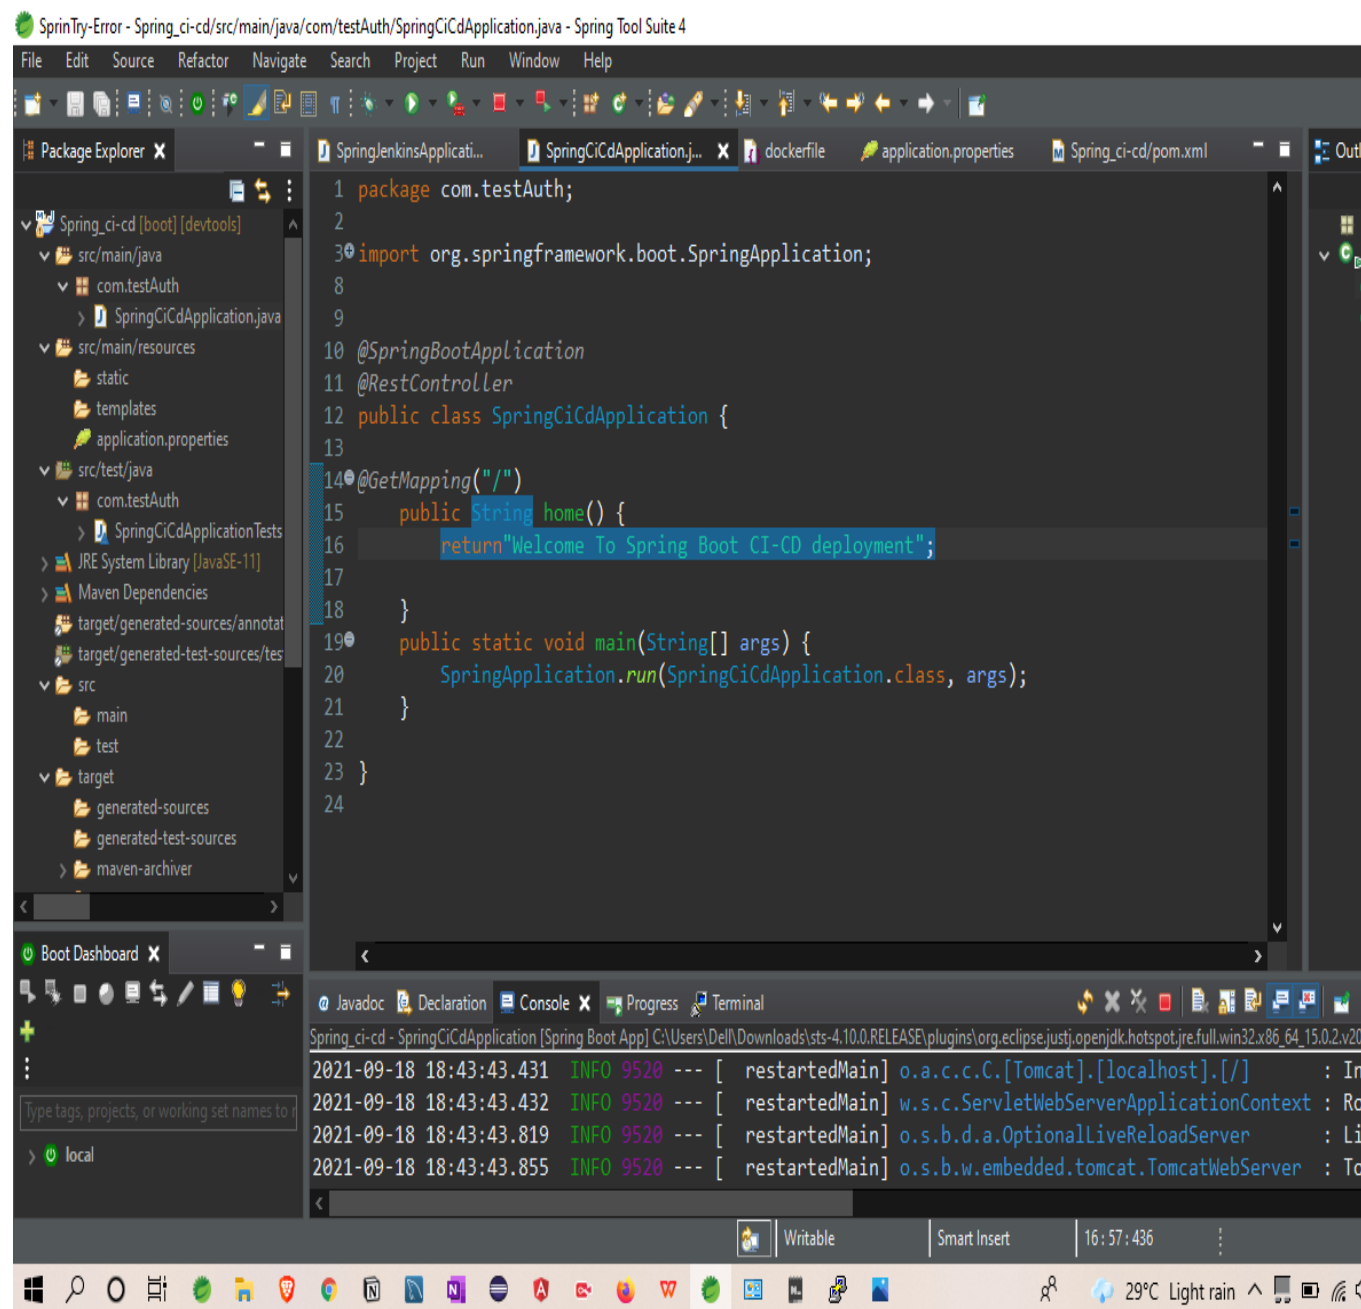 SprinTry-Error - Spring_ci-cd/src/main/java/com/testAuth/SpringCiCdApplication.java - Spring Tool Suite 4
File Edit Source Refactor Navigate Search Project Run Window Help
Package Explorer
Spring_ci-cd [boot] [devtools]
src/main/java
com.testAuth
SpringCiCdApplication.java
src/main/resources
static
templates
application.properties
src/test/java
com.testAuth
SpringCiCdApplicationTests
JRE System Library [JavaSE-11]
Maven Dependencies
target/generated-sources/annotat
target/generated-test-sources/tes
src
main
test
target
generated-sources
generated-test-sources
maven-archiver
Boot Dashboard
Type tags, projects, or working set names to
local
SpringJenkinsApplicati... SpringCiCdApplication.j... dockerfile application.properties Spring_ci-cd/pom.xml
1 package com.testAuth;
2
3 import org.springframework.boot.SpringApplication;
8
9
10 @SpringBootApplication
11 @RestController
12 public class SpringCiCdApplication {
13
14 @GetMapping("/")
15 public String home() {
16 return"Welcome To Spring Boot CI-CD deployment";
17
18 }
19 public static void main(String[] args) {
20 SpringApplication.run(SpringCiCdApplication.class, args);
21 }
22
23 }
24
Out
@ Javadoc Declaration Console Progress Terminal
Spring_ci-cd - SpringCiCdApplication [Spring Boot App] C:\Users\Dell\Downloads\sts-4.10.0.RELEASE\plugins\org.eclipse.justj.openjdk.hotspot.jre.full.win32.x86_64_15.0.2.v20
2021-09-18 18:43:43.431 INFO 9520 --- [ restartedMain] o.a.c.c.C.[Tomcat].[localhost].[/] : In
2021-09-18 18:43:43.432 INFO 9520 --- [ restartedMain] w.s.c.ServletWebServerApplicationContext : Ro
2021-09-18 18:43:43.819 INFO 9520 --- [ restartedMain] o.s.b.d.a.OptionalLiveReloadServer : Li
2021-09-18 18:43:43.855 INFO 9520 --- [ restartedMain] o.s.b.w.embedded.tomcat.TomcatWebServer : To
Writable Smart Insert 16 : 57 : 436
29°C Light rain